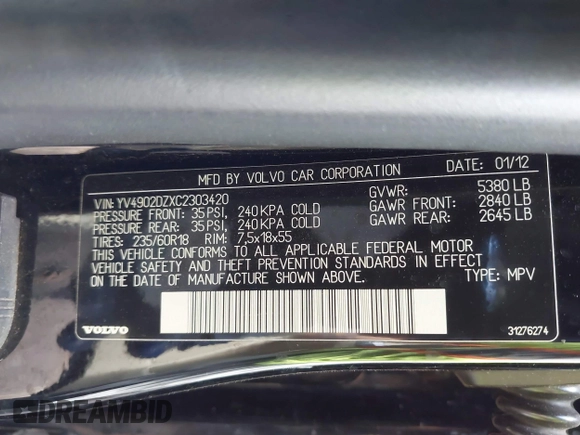 MFD BY VOLVO CAR CORPORATION DATE: 01/12
VIN: YV4902DZXC2303420 GVWR: 5380 LB
PRESSURE FRONT: 35 PSI, 240 KPA COLD GAWR FRONT: 2840 LB
PRESSURE REAR: 35 PSI, 240 KPA COLD GAWR REAR: 2645 LB
TIRES: 235/60R18 RIM: 7,5x18x55
THIS VEHICLE CONFORMS TO ALL APPLICABLE FEDERAL MOTOR
VEHICLE SAFETY AND THEFT PREVENTION STANDARDS IN EFFECT
ON THE DATE OF MANUFACTURE SHOWN ABOVE. TYPE: MPV
VOLVO 31276274
DREAMBID